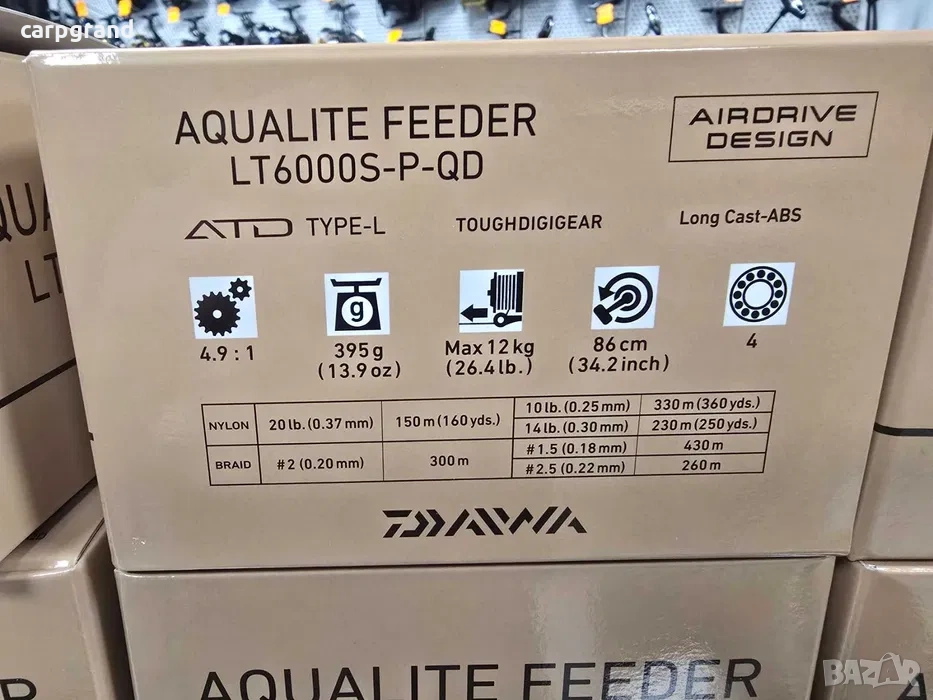 carpgrand
AQUALITE FEEDER
LT6000S-P-QD
AIRDRIVE
DESIGN
ATD TYPE-L
TOUGHDIGIGEAR
Long Cast-ABS
g
4.9 : 1
395g
(13.9oz)
Max 12kg
(26.4lb.)
86cm
(34.2inch)
4
NYLON 20lb.(0.37mm) 150m(160yds.) 10lb.(0.25mm) 330m(360yds.)
14lb.(0.30mm) 230m(250yds.)
BRAID #2(0.20mm) 300m #1.5(0.18mm) 430m
#2.5(0.22mm) 260m
DAIWA
AQUALITE FEEDER
LT
BAZAR